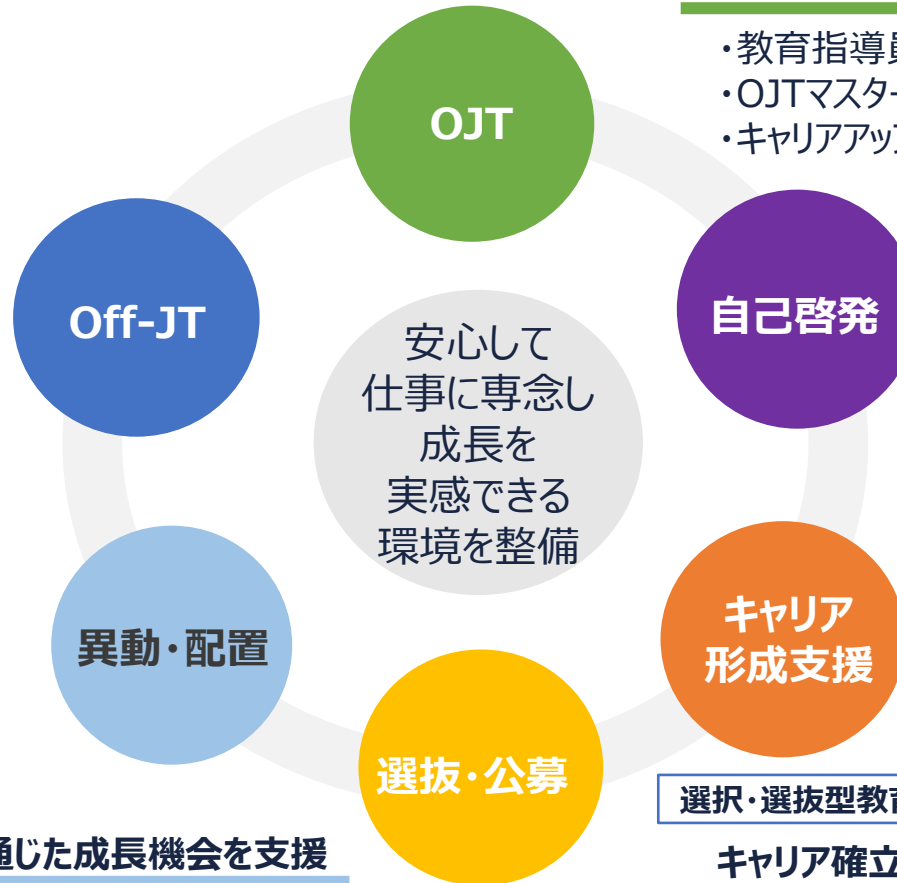 ・教育指導員
・OJTマスター
・キャリアアップ
OJT
Off-JT
自己啓発
安心して
仕事に専念し
成長を
実感できる
環境を整備
異動・配置
キャリア
形成支援
選抜・公募
選択・選抜型教育
通じた成長機会を支援
キャリア確立